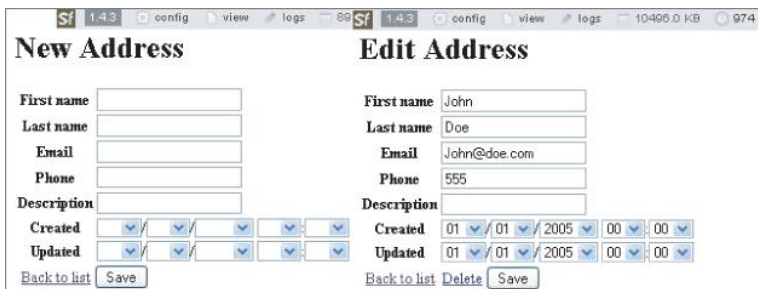 Sf 1.4.3 config view logs 89
New Address
First name
Last name
Email
Phone
Description
Created / / :
Updated / / :
Back to list Save
Sf 1.4.3 config view logs 10496.0 KB 974
Edit Address
First name John
Last name Doe
Email John@doe.com
Phone 555
Description
Created 01 / 01 / 2005 00 : 00
Updated 01 / 01 / 2005 00 : 00
Back to list Delete Save